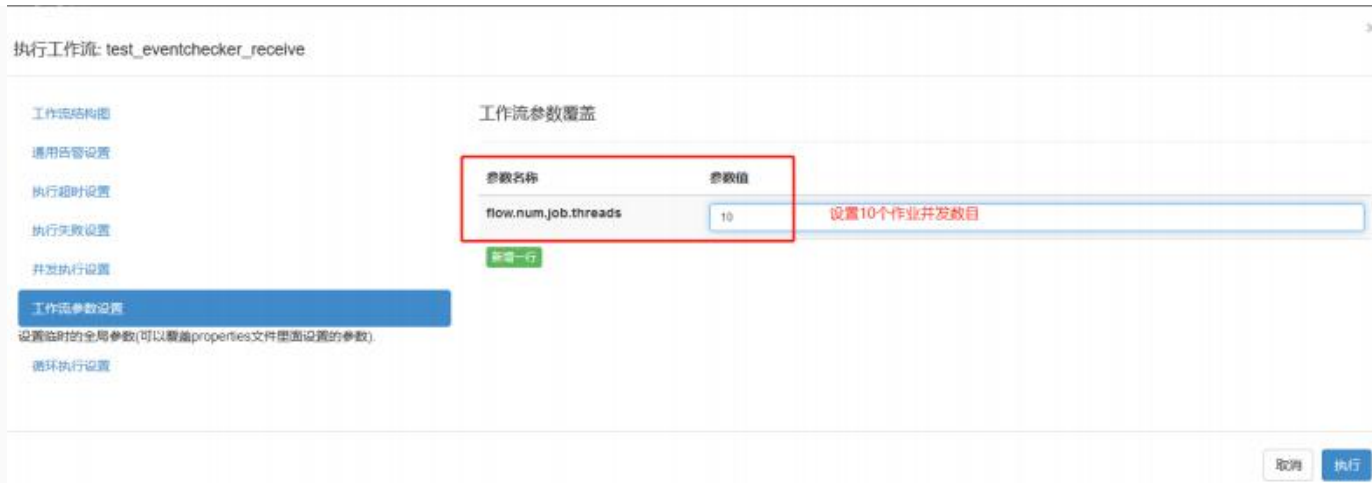 执行工作流: test_eventchecker_receive
×
工作流结构图
通用告警设置
执行超时设置
执行失败设置
并发执行设置
工作流参数设置
设置临时的全局参数(可以覆盖properties文件里面设置的参数).
循环执行设置
工作流参数覆盖
参数名称 参数值
flow.num.job.threads 10 设置10个作业并发数目
新增一行
取消 执行